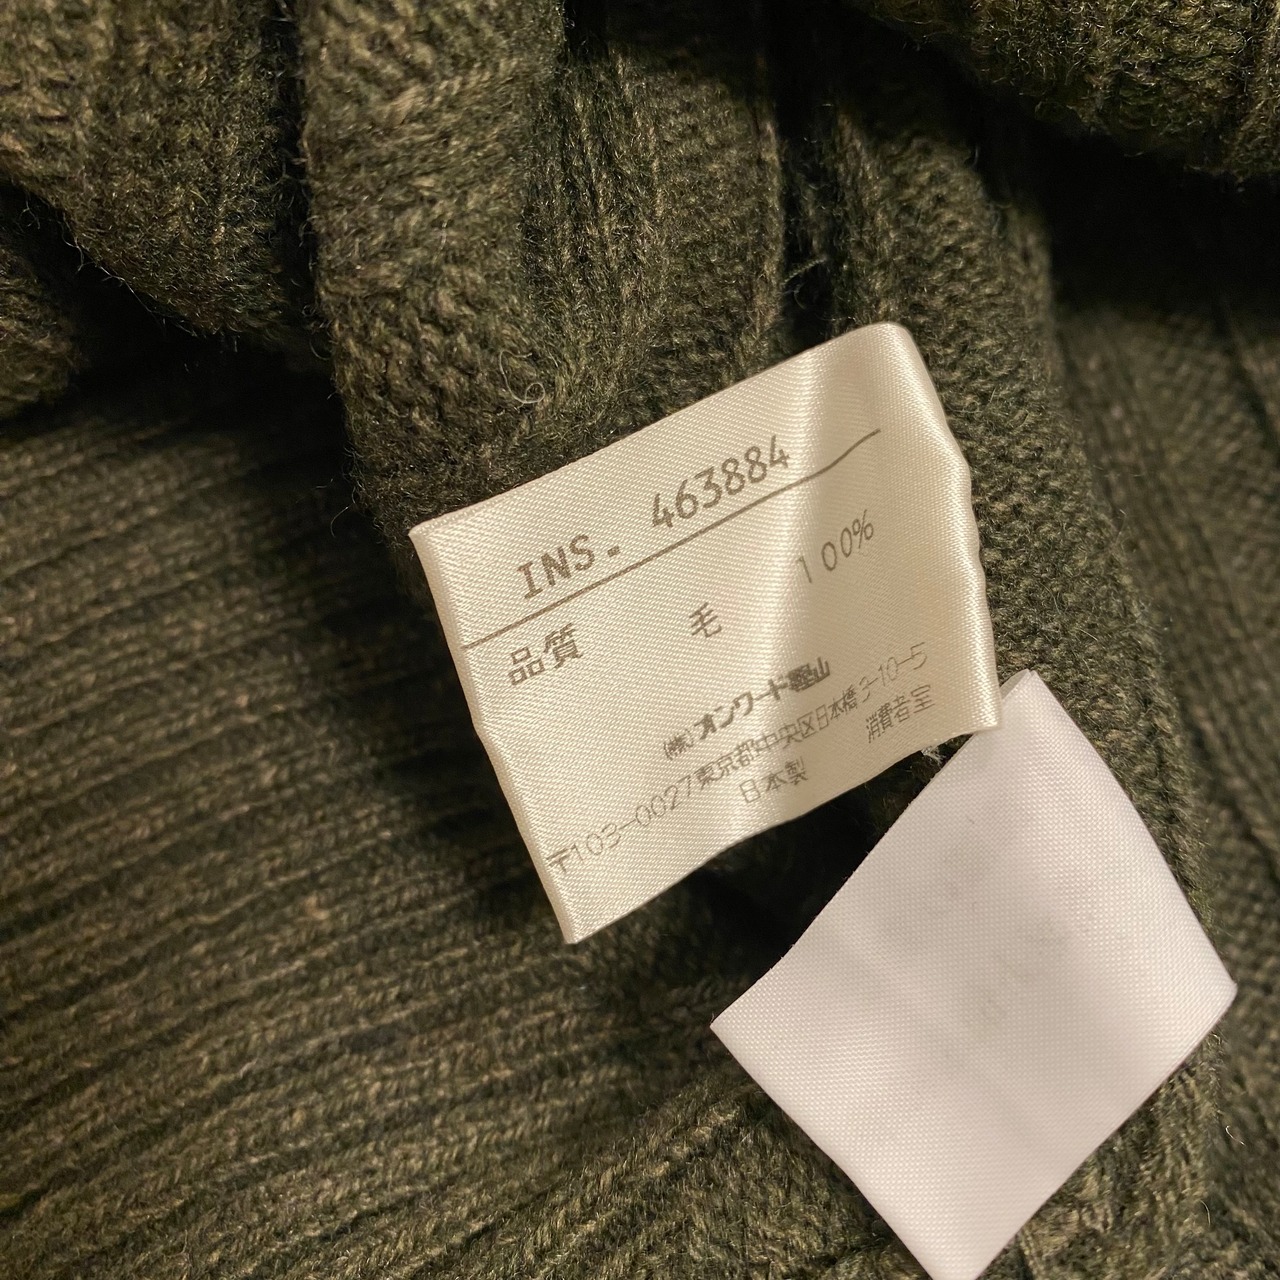 INS. 463884
品質 毛 100%
(株)オンワード樫山
〒103-0027東京都中央区日本橋3-10-5
日本製 消費者室